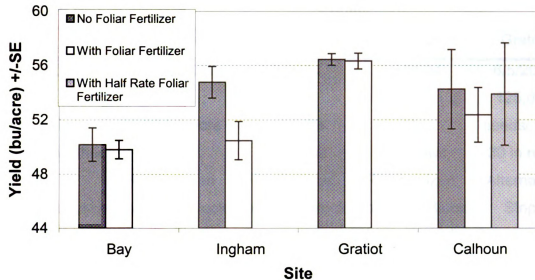 No Foliar Fertilizer
With Foliar Fertilizer
With Half Rate Foliar
Fertilizer
Yield (bu/acre) +/-SE
60
56
52
48
44
Bay Ingham Gratiot Calhoun
Site